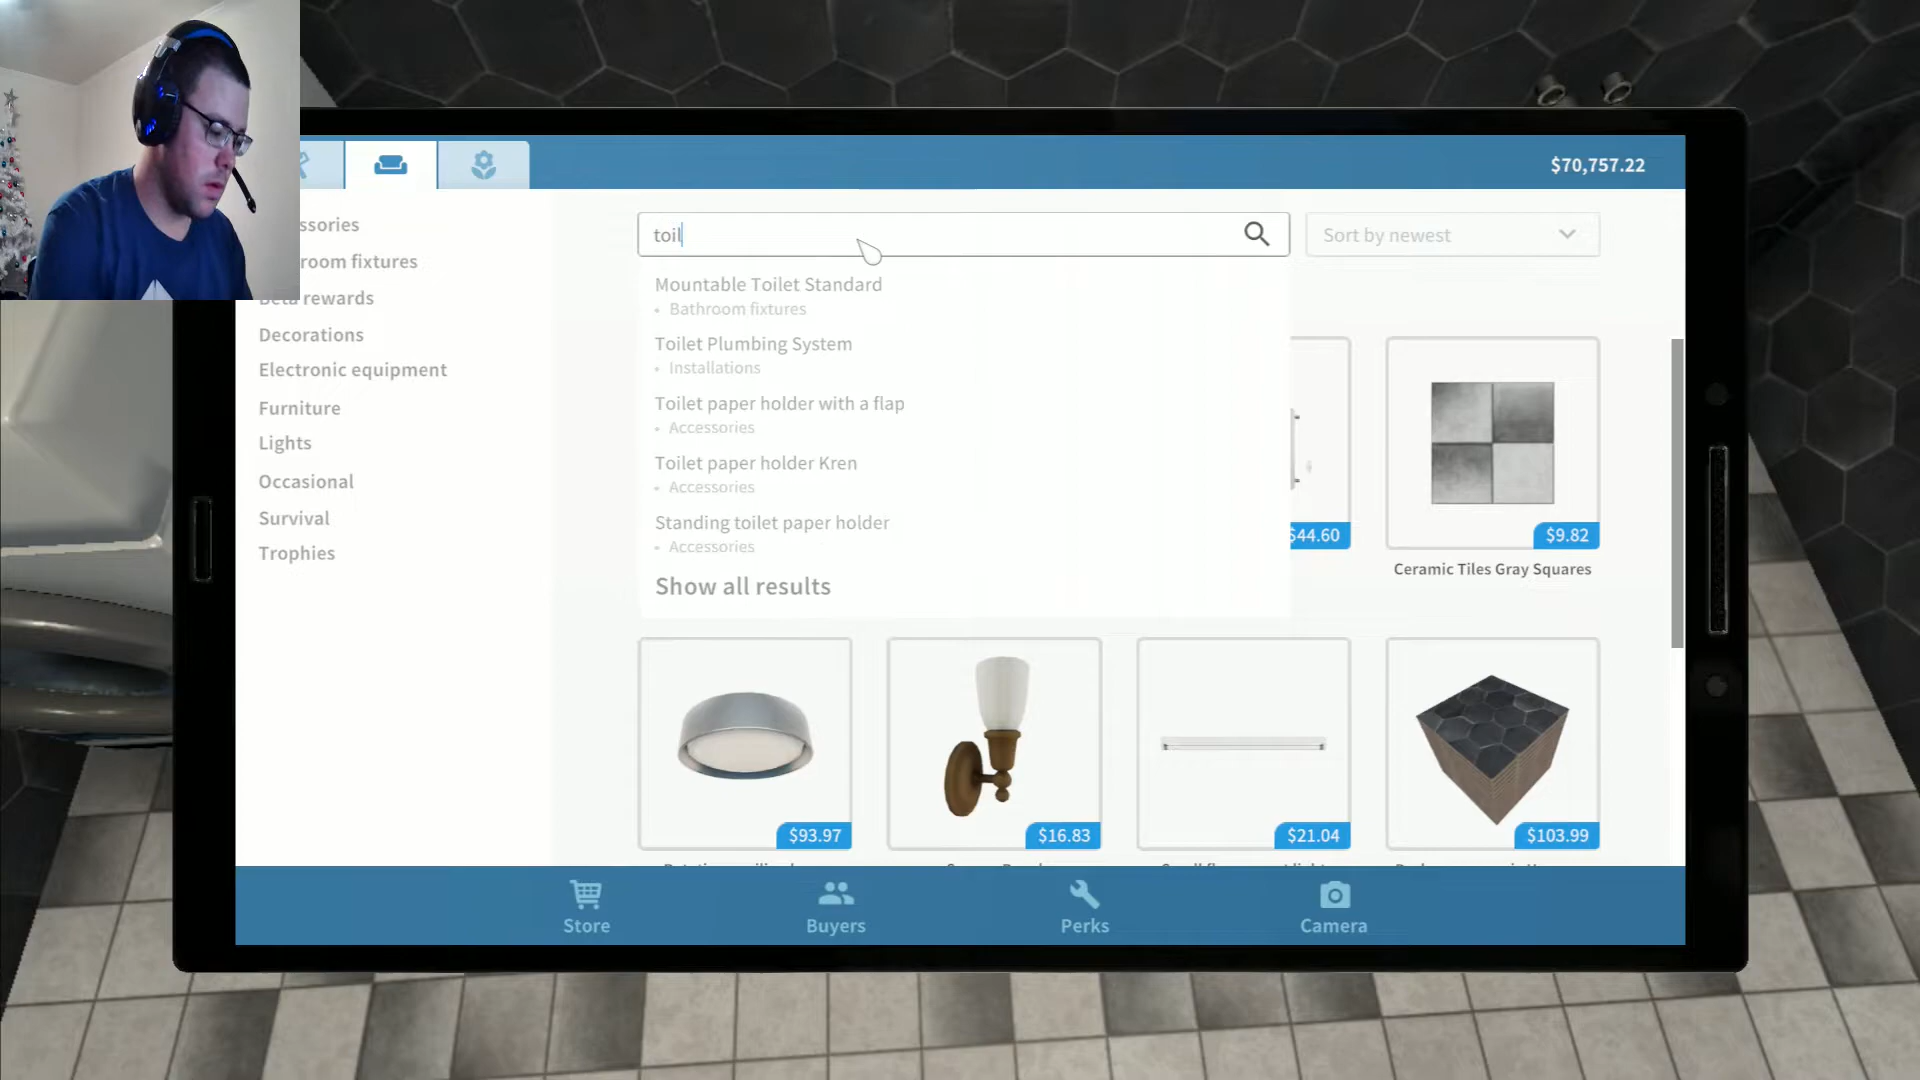 $70,757.22
ssories
toil
Sort by newest
room fixtures
Beta rewards
Mountable Toilet Standard
• Bathroom fixtures
Decorations
Toilet Plumbing System
• Installations
Electronic equipment
Furniture
Toilet paper holder with a flap
• Accessories
Lights
Toilet paper holder Kren
• Accessories
Occasional
Survival
Standing toilet paper holder
• Accessories
Trophies
$44.60
$9.82
Ceramic Tiles Gray Squares
Show all results
$93.97
$16.83
$21.04
$103.99
Store
Buyers
Perks
Camera